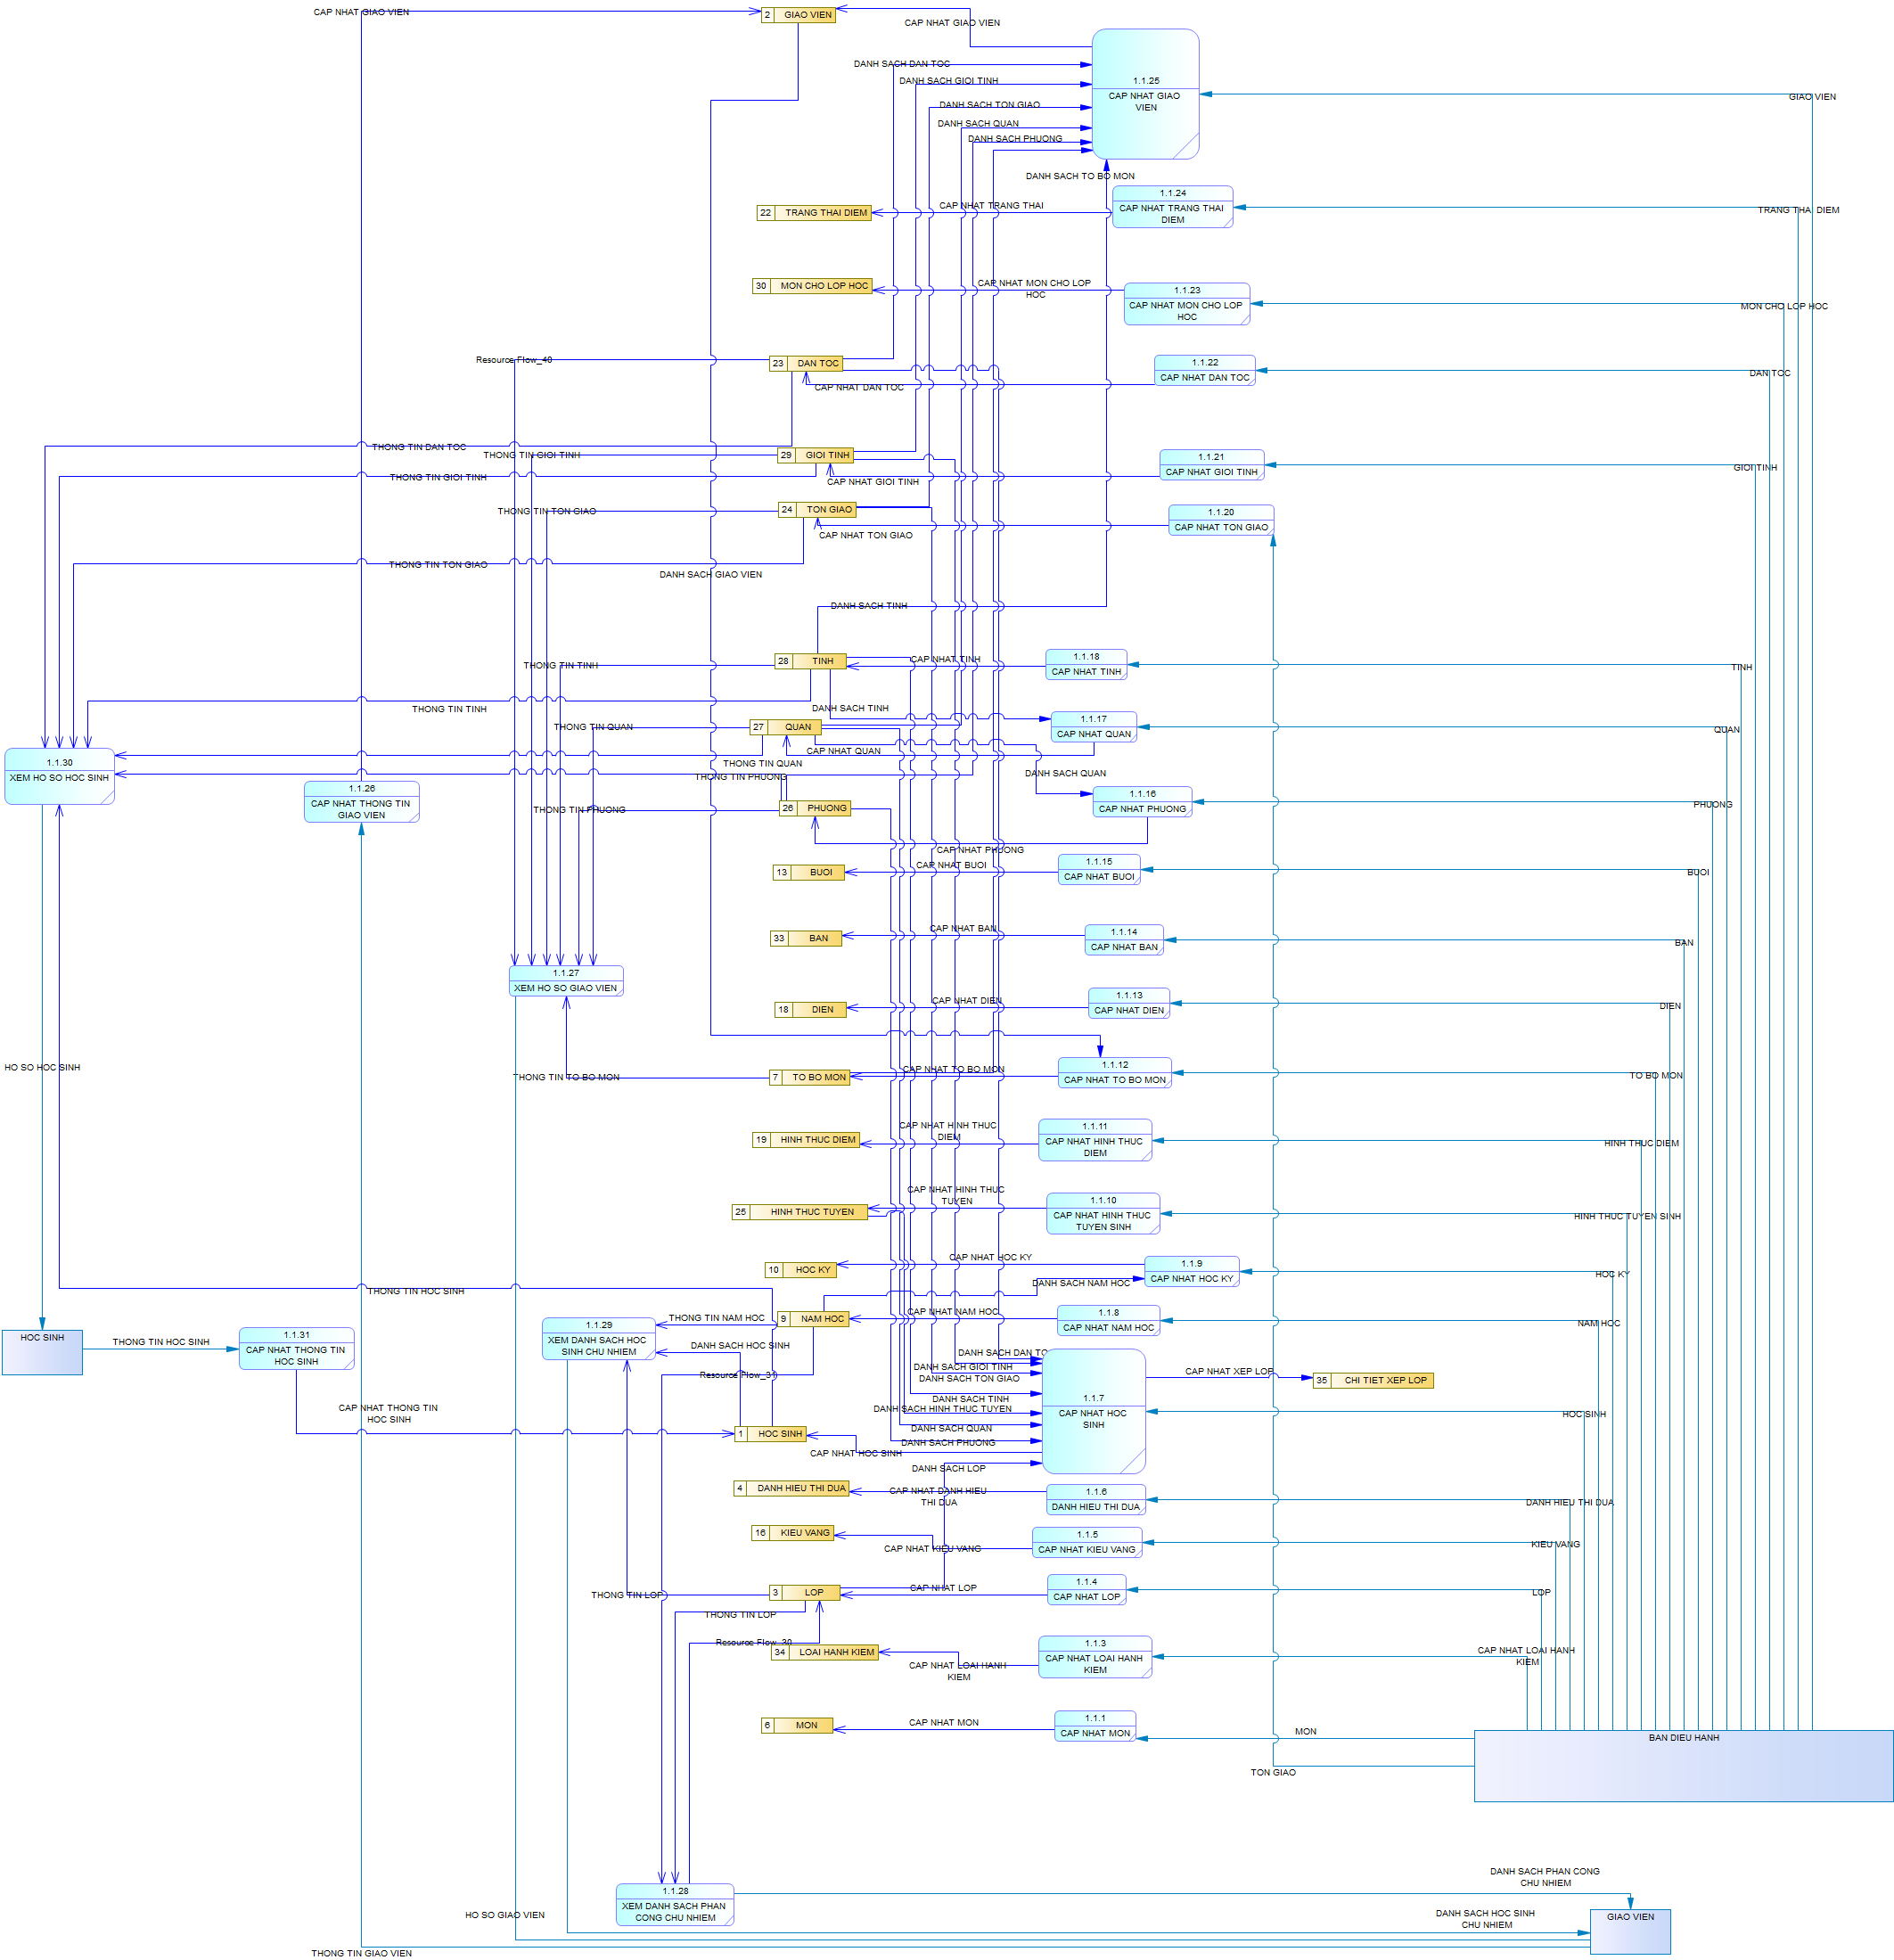 CAP NHAT GIAO VIEN
2 GIAO VIEN
CAP NHAT GIAO VIEN
DANH SACH DAN TOC
DANH SACH GIOI TINH
1.1.25
CAP NHAT GIAO
VIEN
GIAO VIEN
DANH SACH TON GIAO
DANH SACH QUAN
DANH SACH PHUONG
DANH SACH TO BO MON
1.1.24
CAP NHAT TRANG THAI
DIEM
22 TRANG THAI DIEM
CAP NHAT TRANG THAI
TRANG THAI DIEM
30 MON CHO LOP HOC
CAP NHAT MON CHO LOP
HOC
1.1.23
CAP NHAT MON CHO LOP
HOC
MON CHO LOP HOC
Resource Flow_40
23 DAN TOC
CAP NHAT DAN TOC
1.1.22
CAP NHAT DAN TOC
DAN TOC
THONG TIN DAN TOC
THONG TIN GIOI TINH
29 GIOI TINH
1.1.21
CAP NHAT GIOI TINH
GIOI TINH
THONG TIN GIOI TINH
CAP NHAT GIOI TINH
THONG TIN TON GIAO
24 TON GIAO
1.1.20
CAP NHAT TON GIAO
CAP NHAT TON GIAO
THONG TIN TON GIAO
DANH SACH GIAO VIEN
DANH SACH TINH
THONG TIN TINH
28 TINH
CAP NHAT TINH
1.1.18
CAP NHAT TINH
TINH
THONG TIN TINH
DANH SACH TINH
THONG TIN QUAN
27 QUAN
1.1.17
CAP NHAT QUAN
QUAN
CAP NHAT QUAN
1.1.30
XEM HO SO HOC SINH
THONG TIN QUAN
THONG TIN PHUONG
DANH SACH QUAN
1.1.26
CAP NHAT THONG TIN
GIAO VIEN
THONG TIN PHUONG
26 PHUONG
1.1.16
CAP NHAT PHUONG
PHUONG
CAP NHAT PHUONG
13 BUOI
CAP NHAT BUOI
1.1.15
CAP NHAT BUOI
BUOI
33 BAN
CAP NHAT BAN
1.1.14
CAP NHAT BAN
BAN
1.1.27
XEM HO SO GIAO VIEN
18 DIEN
CAP NHAT DIEN
1.1.13
CAP NHAT DIEN
DIEN
HO SO HOC SINH
THONG TIN TO BO MON
7 TO BO MON
CAP NHAT TO BO MON
1.1.12
CAP NHAT TO BO MON
TO BO MON
19 HINH THUC DIEM
CAP NHAT HINH THUC
DIEM
1.1.11
CAP NHAT HINH THUC
DIEM
HINH THUC DIEM
25 HINH THUC TUYEN
CAP NHAT HINH THUC
TUYEN
1.1.10
CAP NHAT HINH THUC
TUYEN SINH
HINH THUC TUYEN SINH
10 HOC KY
CAP NHAT HOC KY
1.1.9
CAP NHAT HOC KY
HOC KY
THONG TIN HOC SINH
DANH SACH NAM HOC
HOC SINH
THONG TIN HOC SINH
1.1.31
CAP NHAT THONG TIN
HOC SINH
1.1.29
XEM DANH SACH HOC
SINH CHU NHIEM
THONG TIN NAM HOC
9 NAM HOC
CAP NHAT NAM HOC
1.1.8
CAP NHAT NAM HOC
NAM HOC
DANH SACH HOC SINH
DANH SACH DAN TO
DANH SACH GIOI TINH
DANH SACH TON GIAO
Resource Flow_31
DANH SACH TINH
DANH SACH HINH THUC TUYEN
1.1.7
CAP NHAT HOC
SINH
CAP NHAT XEP LOP
35 CHI TIET XEP LOP
HOC SINH
CAP NHAT THONG TIN
HOC SINH
1 HOC SINH
DANH SACH QUAN
DANH SACH PHUONG
CAP NHAT HOC SINH
DANH SACH LOP
4 DANH HIEU THI DUA
CAP NHAT DANH HIEU
THI DUA
1.1.6
DANH HIEU THI DUA
DANH HIEU THI DUA
16 KIEU VANG
CAP NHAT KIEU VANG
1.1.5
CAP NHAT KIEU VANG
KIEU VANG
THONG TIN LOP
3 LOP
CAP NHAT LOP
1.1.4
CAP NHAT LOP
LOP
THONG TIN LOP
Resource Flow_30
34 LOAI HANH KIEM
CAP NHAT LOAI HANH
KIEM
1.1.3
CAP NHAT LOAI HANH
KIEM
CAP NHAT LOAI HANH
KIEM
6 MON
CAP NHAT MON
1.1.1
CAP NHAT MON
MON
BAN DIEU HANH
TON GIAO
1.1.28
XEM DANH SACH PHAN
CONG CHU NHIEM
DANH SACH PHAN CONG
CHU NHIEM
HO SO GIAO VIEN
DANH SACH HOC SINH
CHU NHIEM
GIAO VIEN
THONG TIN GIAO VIEN